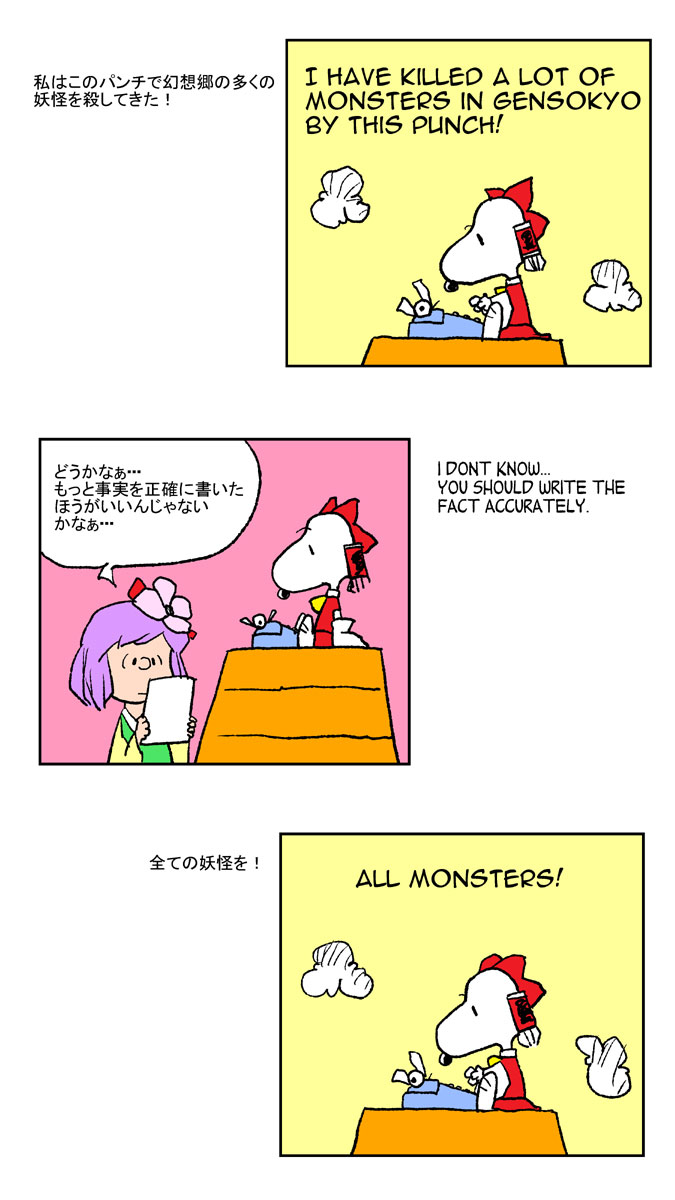 私はこのパンチで幻想郷の多くの
妖怪を殺してきた！
I HAVE KILLED A LOT OF
MONSTERS IN GENSOKYO
BY THIS PUNCH!
どうかなぁ…
もっと事実を正確に書いた
ほうがいいんじゃない
かなぁ…
I DONT KNOW...
YOU SHOULD WRITE THE
FACT ACCURATELY.
全ての妖怪を！
ALL MONSTERS!